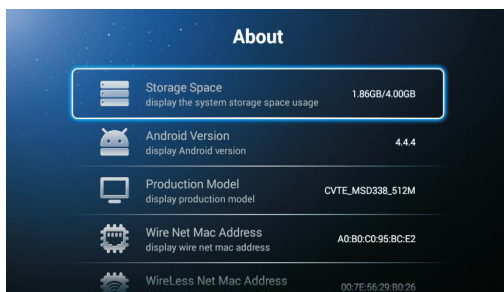 About
Storage Space
display the system storage space usage
1.86GB/4.00GB
Android Version
display Android version
4.4.4
Production Model
display production model
CVTE_MSD338_512M
Wire Net Mac Address
display wire net mac address
A0:B0:C0:95:BC:E2
WireLess Net Mac Address
00:7E:56:29:B0:26